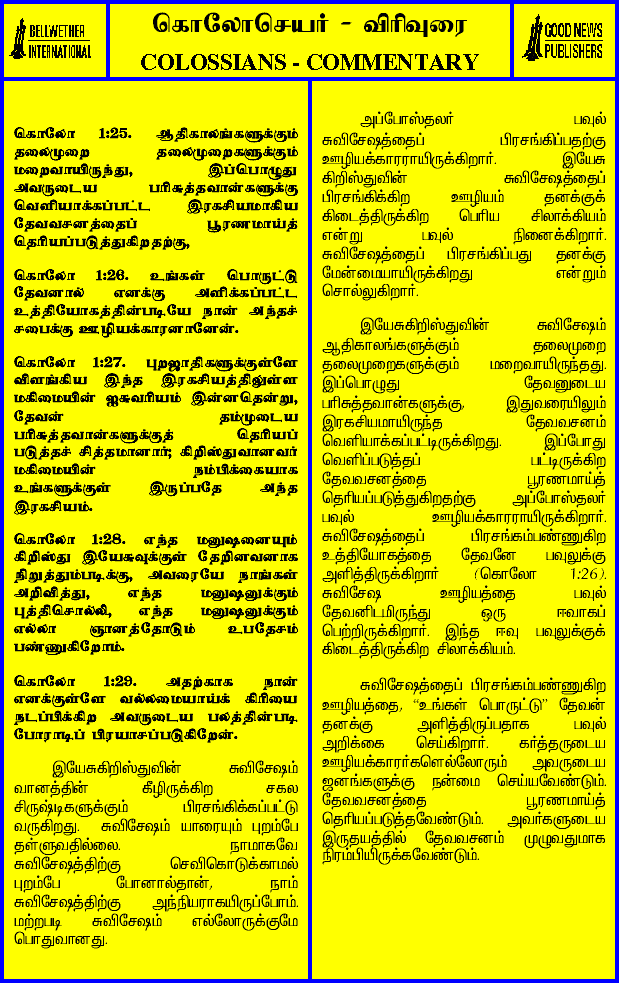 BELLWETHER
INTERNATIONAL
கொலோசெயர் - விரிவுரை
COLOSSIANS - COMMENTARY
GOOD NEWS
PUBLISHERS
கொலோ 1:25. ஆதிகாலங்களுக்கும்
தலைமுறை தலைமுறைகளுக்கும்
மறைவாயிருந்து, இப்பொழுது
அவருடைய பரிசுத்தவான்களுக்கு
வெளியாக்கப்பட்ட இரகசியமாகிய
தேவவசனத்தைப் பூரணமாய்த்
தெரியப்படுத்துகிறதற்கு,
கொலோ 1:26. உங்கள் பொருட்டு
தேவனால் எனக்கு அளிக்கப்பட்ட
உத்தியோகத்தின்படியே நான் அந்தச்
சபைக்கு ஊழியக்காரனானேன்.
கொலோ 1:27. புறஜாதிகளுக்குள்ளே
விளங்கிய இந்த இரகசியத்திலுள்ள
மகிமையின் ஐசுவரியம் இன்னதென்று,
தேவன் தம்முடைய
பரிசுத்தவான்களுக்குத் தெரியப்
படுத்தச் சித்தமானார்; கிறிஸ்துவானவர்
மகிமையின் நம்பிக்கையாக
உங்களுக்குள் இருப்பதே அந்த
இரகசியம்.
கொலோ 1:28. எந்த மனுஷனையும்
கிறிஸ்து இயேசுவுக்குள் தேறினவனாக
நிறுத்தும்படிக்கு, அவரையே நாங்கள்
அறிவித்து, எந்த மனுஷனுக்கும்
புத்திசொல்லி, எந்த மனுஷனுக்கும்
எல்லா ஞானத்தோடும் உபதேசம்
பண்ணுகிறோம்.
கொலோ 1:29. அதற்காக நான்
எனக்குள்ளே வல்லமையாய்க் கிரியை
நடப்பிக்கிற அவருடைய பலத்தின்படி
போராடிப் பிரயாசப்படுகிறேன்.
இயேசுகிறிஸ்துவின் சுவிசேஷம்
வானத்தின் கீழிருக்கிற சகல
சிருஷ்டிகளுக்கும் பிரசங்கிக்கப்பட்டு
வருகிறது. சுவிசேஷம் யாரையும் புறம்பே
தள்ளுவதில்லை. நாமாகவே
சுவிசேஷத்திற்கு செவிகொடுக்காமல்
புறம்பே போனால்தான், நாம்
சுவிசேஷத்திற்கு அந்நியராகயிருப்போம்.
மற்றபடி சுவிசேஷம் எல்லோருக்குமே
பொதுவானது.
அப்போஸ்தலர் பவுல்
சுவிசேஷத்தைப் பிரசங்கிப்பதற்கு
ஊழியக்காரராயிருக்கிறார். இயேசு
கிறிஸ்துவின் சுவிசேஷத்தைப்
பிரசங்கிக்கிற ஊழியம் தனக்குக்
கிடைத்திருக்கிற பெரிய சிலாக்கியம்
என்று பவுல் நினைக்கிறார்.
சுவிசேஷத்தைப் பிரசங்கிப்பது தனக்கு
மேன்மையாயிருக்கிறது என்றும்
சொல்லுகிறார்.
இயேசுகிறிஸ்துவின் சுவிசேஷம்
ஆதிகாலங்களுக்கும் தலைமுறை
தலைமுறைகளுக்கும் மறைவாயிருந்தது.
இப்பொழுது தேவனுடைய
பரிசுத்தவான்களுக்கு, இதுவரையிலும்
இரகசியமாயிருந்த தேவவசனம்
வெளியாக்கப்பட்டிருக்கிறது. இப்போது
வெளிப்படுத்தப் பட்டிருக்கிற
தேவவசனத்தை பூரணமாய்த்
தெரியப்படுத்துகிறதற்கு அப்போஸ்தலர்
பவுல் ஊழியக்காரராயிருக்கிறார்.
சுவிசேஷத்தைப் பிரசங்கம்பண்ணுகிற
உத்தியோகத்தை தேவனே பவுலுக்கு
அளித்திருக்கிறார் (கொலோ 1:26).
சுவிசேஷ ஊழியத்தை பவுல்
தேவனிடமிருந்து ஒரு ஈவாகப்
பெற்றிருக்கிறார். இந்த ஈவு பவுலுக்குக்
கிடைத்திருக்கிற சிலாக்கியம்.
சுவிசேஷத்தைப் பிரசங்கம்பண்ணுகிற
ஊழியத்தை, “உங்கள் பொருட்டு” தேவன்
தனக்கு அளித்திருப்பதாக பவுல்
அறிக்கை செய்கிறார். கர்த்தருடைய
ஊழியக்காரர்களெல்லோரும் அவருடைய
ஜனங்களுக்கு நன்மை செய்யவேண்டும்.
தேவவசனத்தை பூரணமாய்த்
தெரியப்படுத்தவேண்டும். அவர்களுடைய
இருதயத்தில் தேவவசனம் முழுவதுமாக
நிரம்பியிருக்கவேண்டும்.